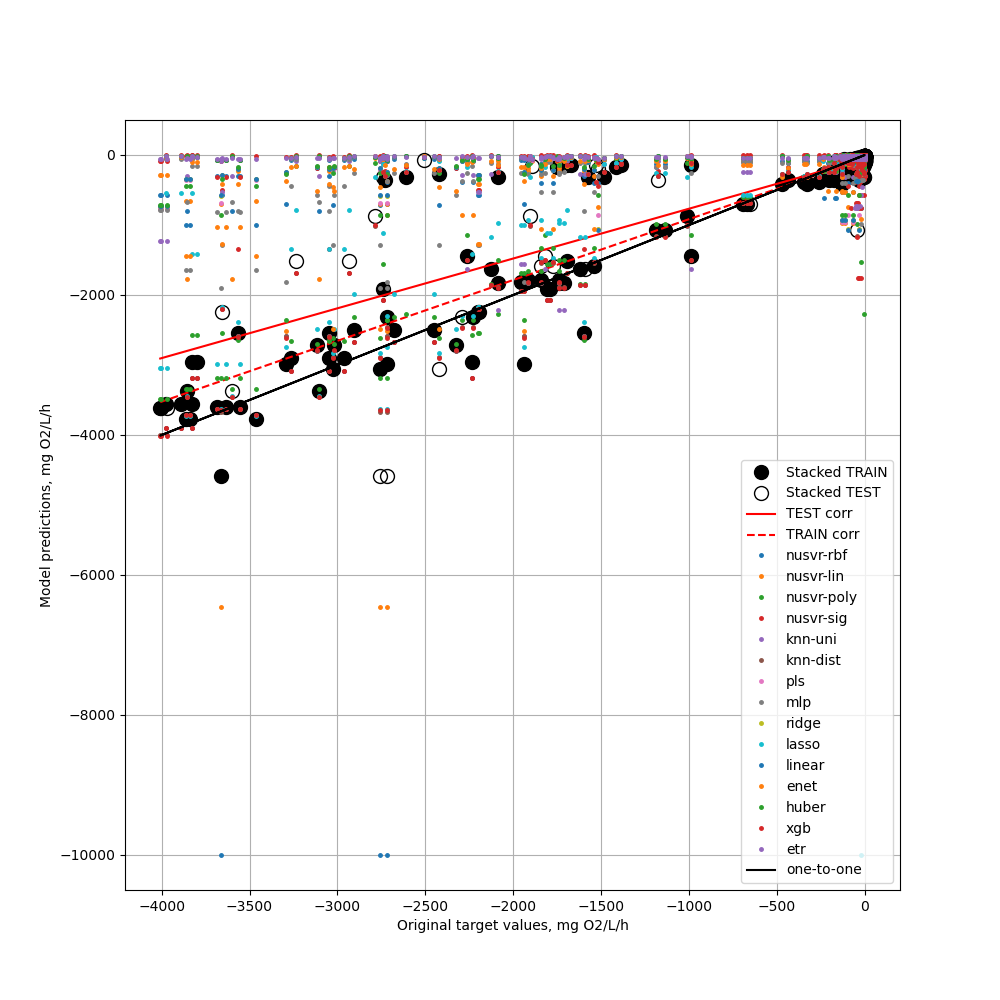 0
−2000
−4000
−6000
−8000
−10000
Model predictions, mg O2/L/h
−4000 −3500 −3000 −2500 −2000 −1500 −1000 −500 0
Original target values, mg O2/L/h
Stacked TRAIN
Stacked TEST
TEST corr
TRAIN corr
nusvr-rbf
nusvr-lin
nusvr-poly
nusvr-sig
knn-uni
knn-dist
pls
mlp
ridge
lasso
linear
enet
huber
xgb
etr
one-to-one